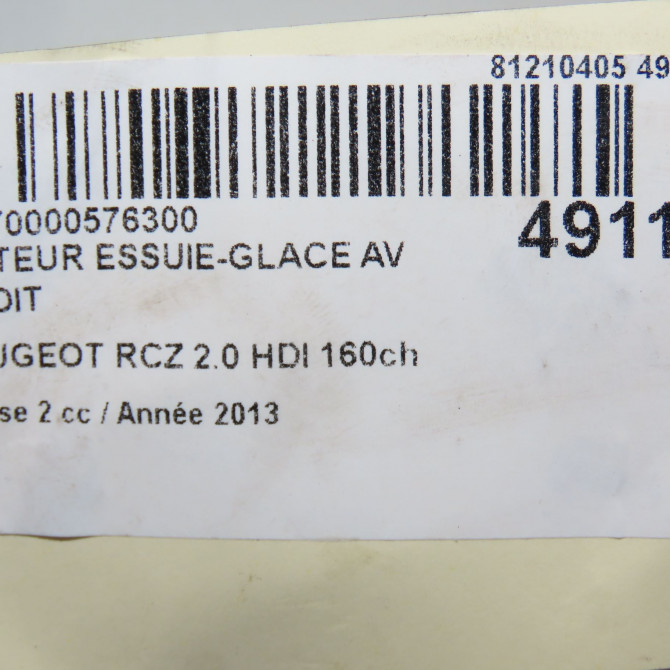 81210405 49
70000576300
4911
TEUR ESSUIE-GLACE AV
OIT
UGEOT RCZ 2.0 HDI 160ch
se 2 cc / Année 2013